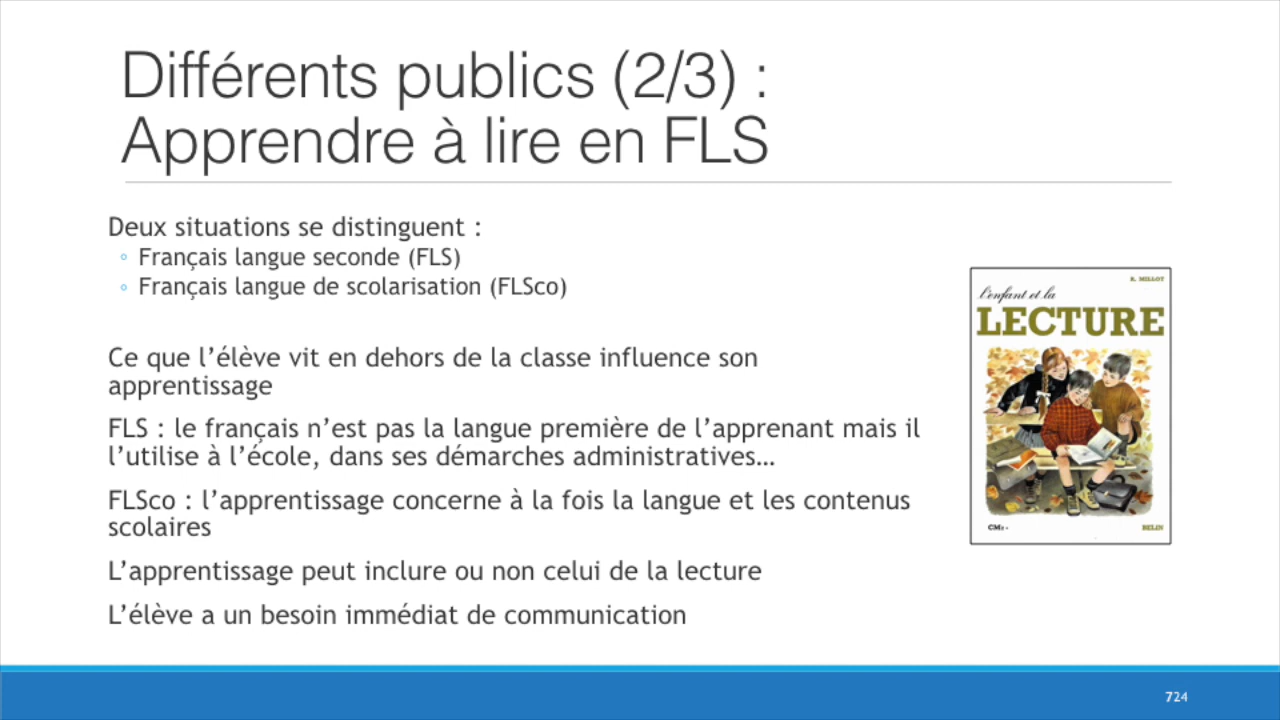 Différents publics (2/3) :
Apprendre à lire en FLS
Deux situations se distinguent :
◦ Français langue seconde (FLS)
◦ Français langue de scolarisation (FLSco)
Ce que l’élève vit en dehors de la classe influence son
apprentissage
FLS : le français n’est pas la langue première de l’apprenant mais il
l’utilise à l’école, dans ses démarches administratives…
FLSco : l’apprentissage concerne à la fois la langue et les contenus
scolaires
L’apprentissage peut inclure ou non celui de la lecture
L’élève a un besoin immédiat de communication
R. MILLOT
l'enfant et la
LECTURE
BELIN
724